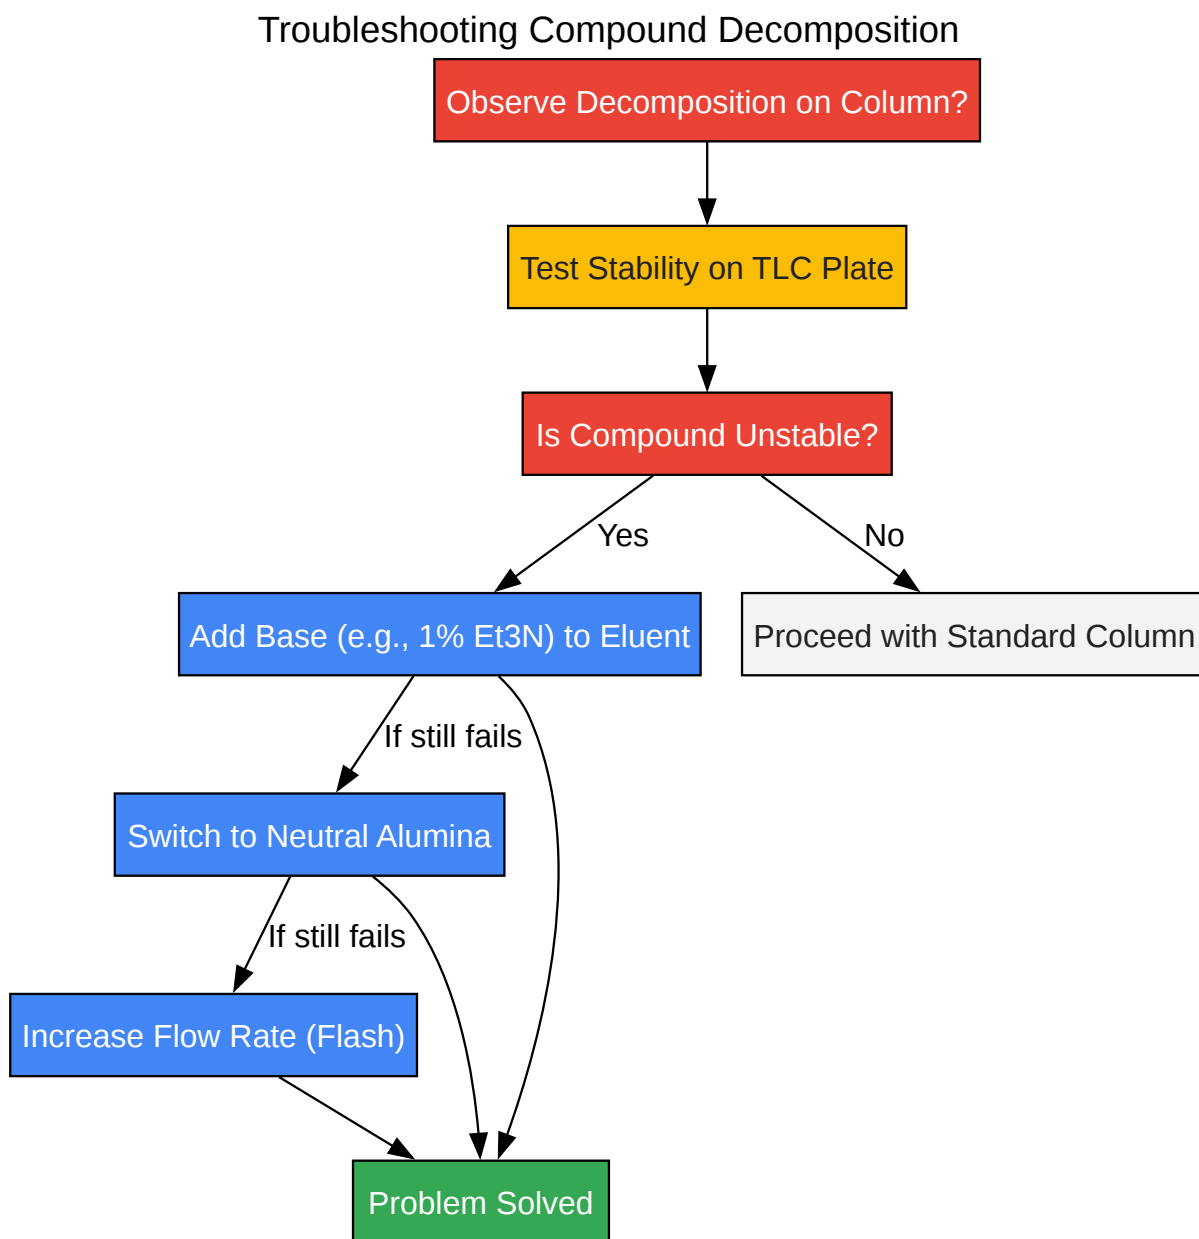 Troubleshooting Compound Decomposition
Observe Decomposition on Column?
Test Stability on TLC Plate
Is Compound Unstable?
Yes
No
Add Base (e.g., 1% Et3N) to Eluent
Proceed with Standard Column
If still fails
Switch to Neutral Alumina
If still fails
Increase Flow Rate (Flash)
Problem Solved